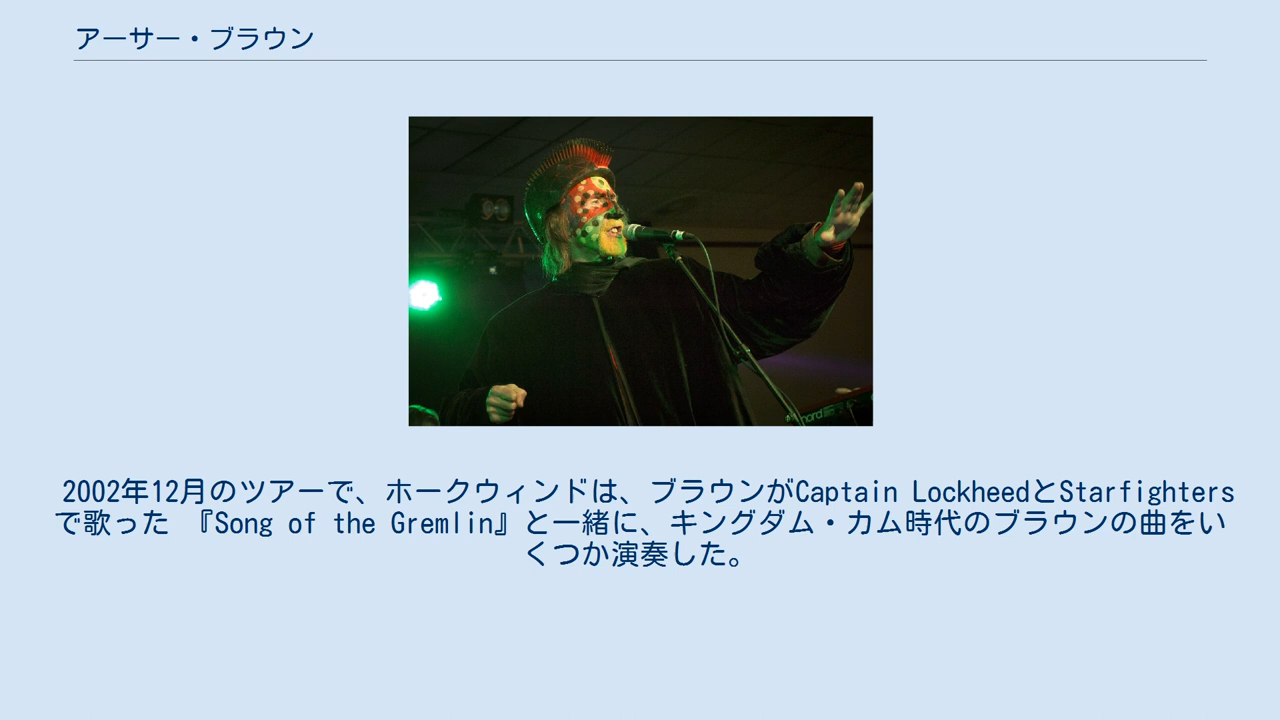 アーサー・ブラウン
2002年12月のツアーで、ホークウィンドは、ブラウンがCaptain LockheedとStarfighters
で歌った 『Song of the Gremlin』と一緒に、キングダム・カム時代のブラウンの曲をい
くつか演奏した。
nord